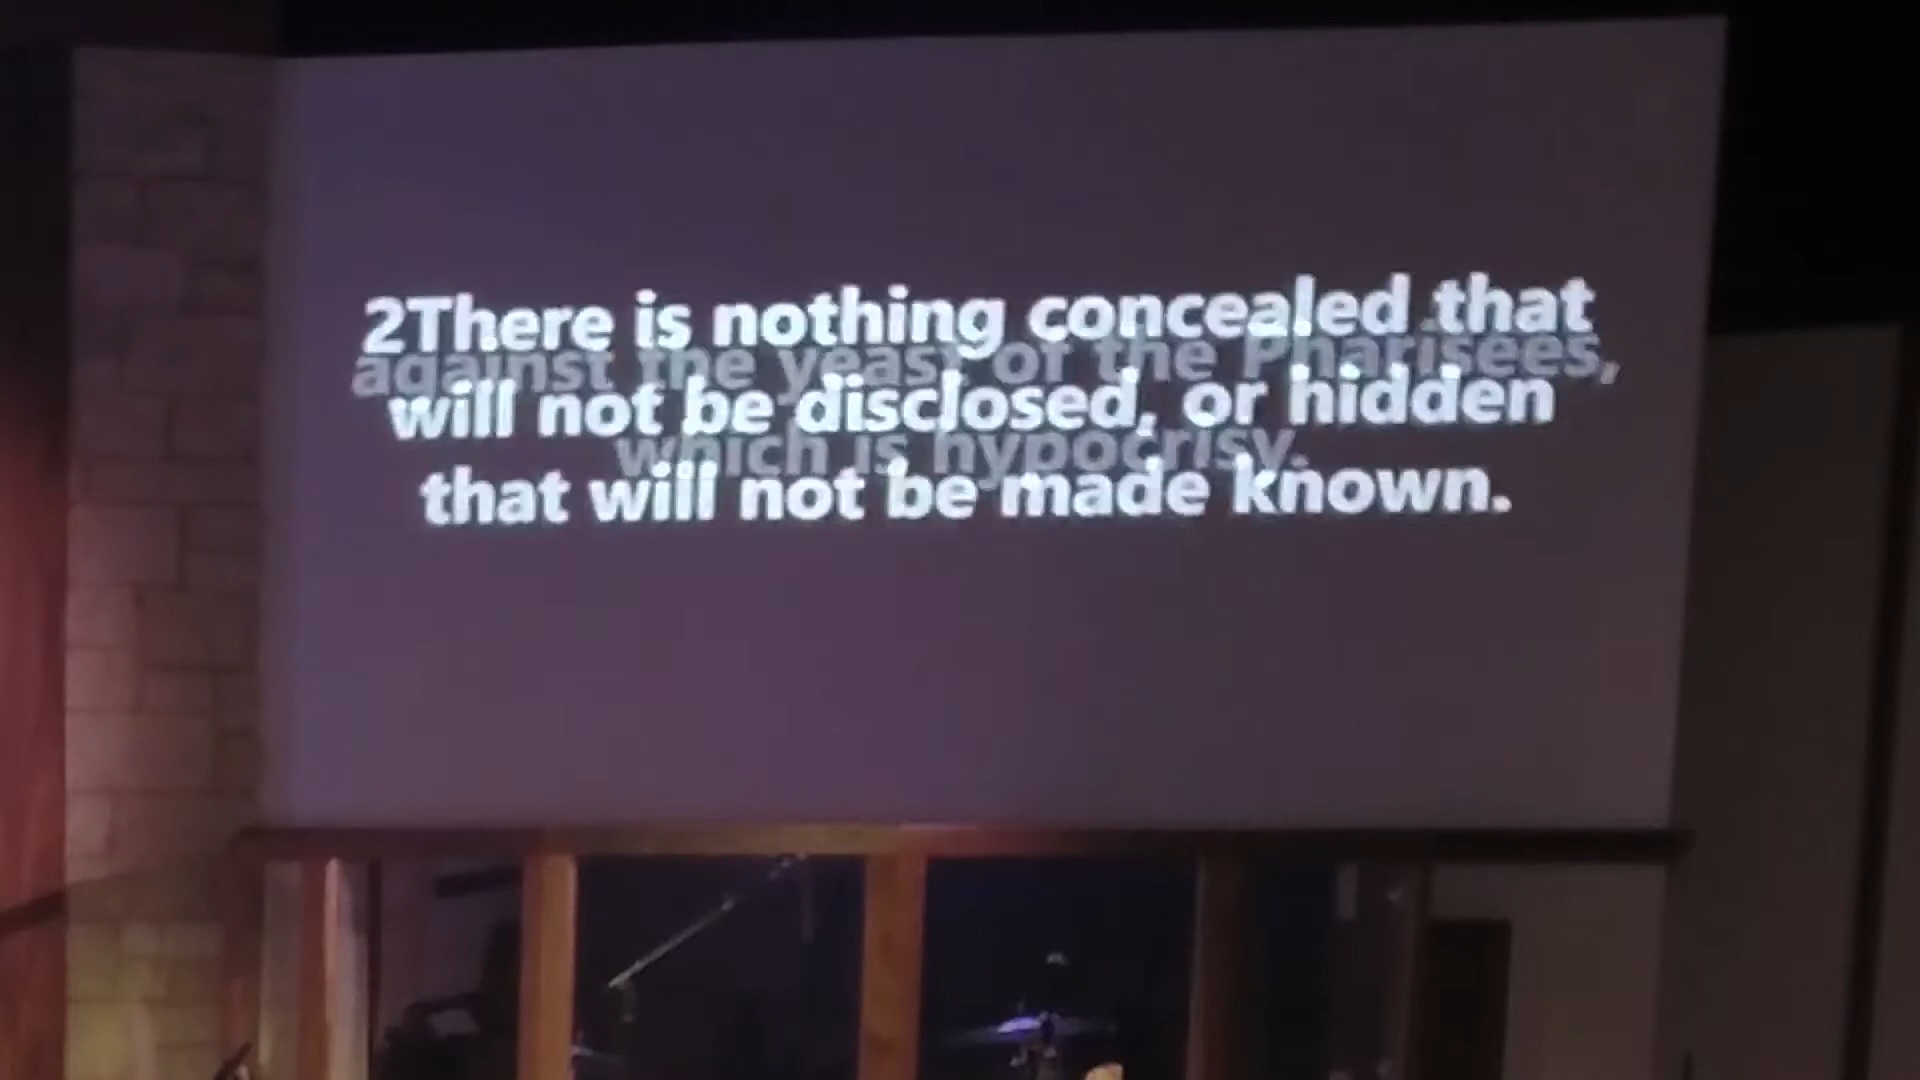 2There is nothing concealed that
against the yeast of the Pharisees,
will not be disclosed, or hidden
which is hypocrisy.
that will not be made known.